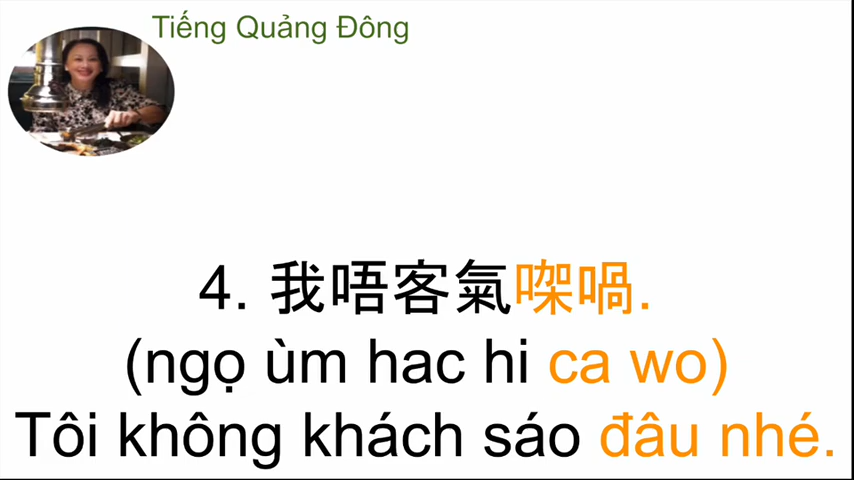 Tiếng Quảng Đông
4. 我唔客氣㗎喎.
(ngọ ùm hac hi ca wo)
Tôi không khách sáo đâu nhé.